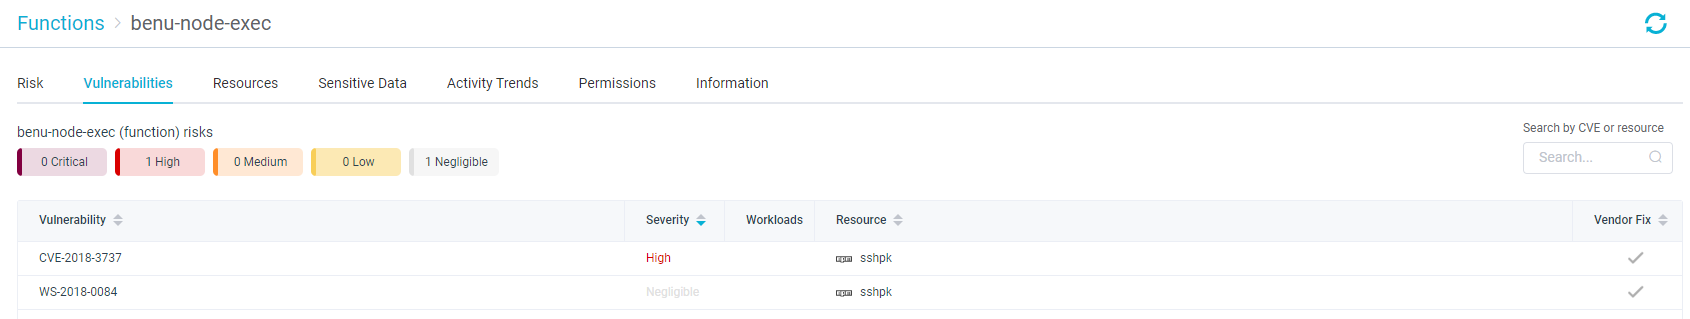 Functions > benu-node-exec
Risk Vulnerabilities Resources Sensitive Data Activity Trends Permissions Information
benu-node-exec (function) risks
Search by CVE or resource
0 Critical 1 High 0 Medium 0 Low 1 Negligible
Search...
Vulnerability Severity Workloads Resource Vendor Fix
CVE-2018-3737 High sshpk
WS-2018-0084 Negligible sshpk